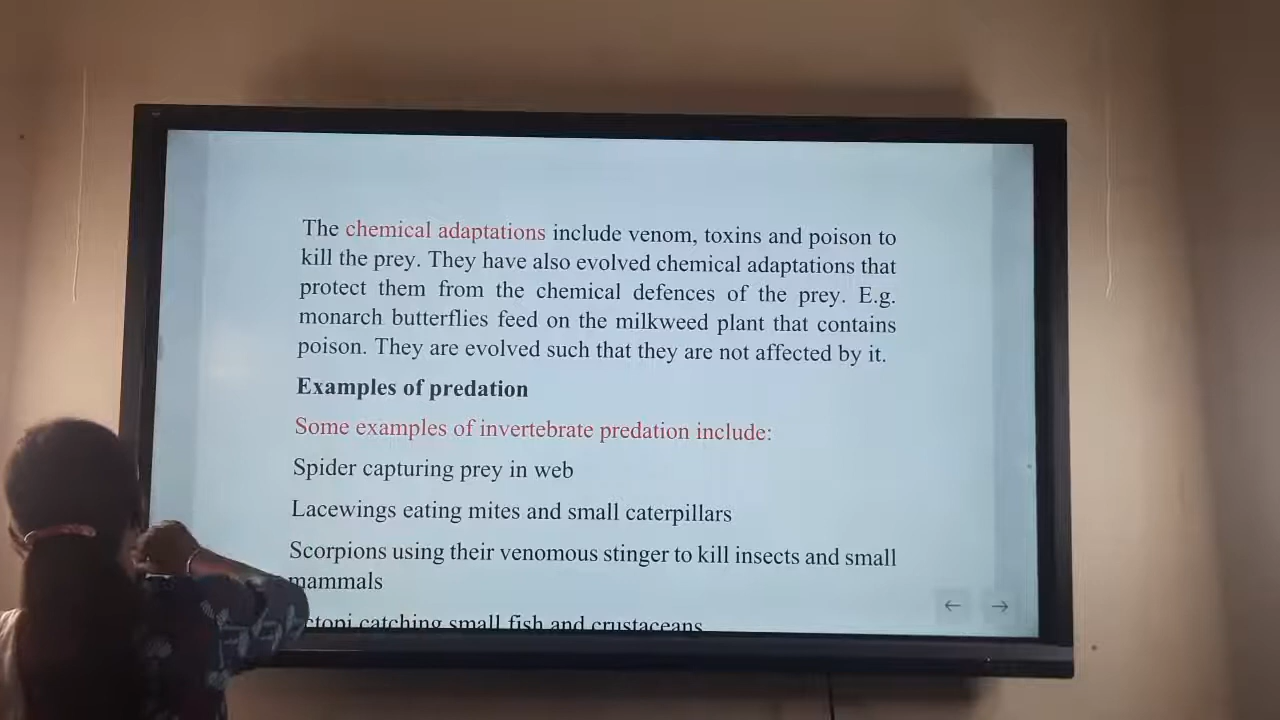 The chemical adaptations include venom, toxins and poison to
kill the prey. They have also evolved chemical adaptations that
protect them from the chemical defences of the prey. E.g.
monarch butterflies feed on the milkweed plant that contains
poison. They are evolved such that they are not affected by it.
Examples of predation
Some examples of invertebrate predation include:
Spider capturing prey in web
Lacewings eating mites and small caterpillars
Scorpions using their venomous stinger to kill insects and small
mammals
catching small fish and crustaceans